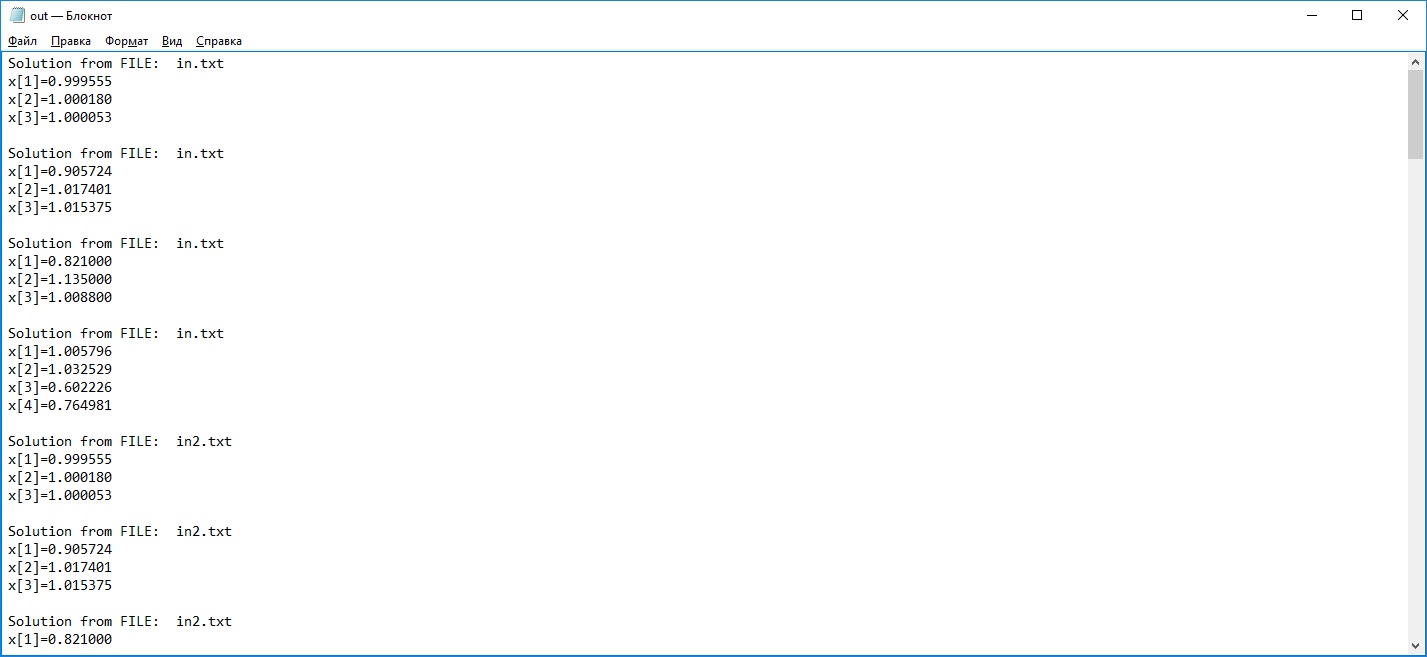 out — Блокнот
Файл Правка Формат Вид Справка
Solution from FILE:  in.txt
x[1]=0.999555
x[2]=1.000180
x[3]=1.000053

Solution from FILE:  in.txt
x[1]=0.905724
x[2]=1.017401
x[3]=1.015375

Solution from FILE:  in.txt
x[1]=0.821000
x[2]=1.135000
x[3]=1.008800

Solution from FILE:  in.txt
x[1]=1.005796
x[2]=1.032529
x[3]=0.602226
x[4]=0.764981

Solution from FILE:  in2.txt
x[1]=0.999555
x[2]=1.000180
x[3]=1.000053

Solution from FILE:  in2.txt
x[1]=0.905724
x[2]=1.017401
x[3]=1.015375

Solution from FILE:  in2.txt
x[1]=0.821000